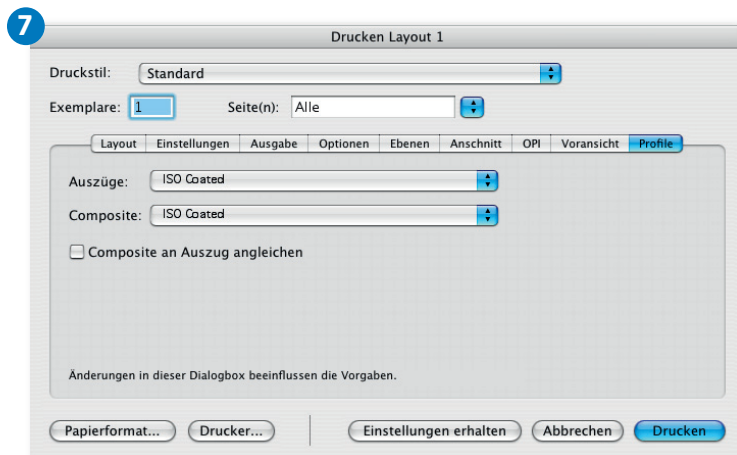 7
Drucken Layout 1
Druckstil: Standard
Exemplare: 1 Seite(n): Alle
Layout Einstellungen Ausgabe Optionen Ebenen Anschnitt OPI Voransicht Profile
Auszüge: ISO Coated
Composite: ISO Coated
Composite an Auszug angleichen
Änderungen in dieser Dialogbox beeinflussen die Vorgaben.
Papierformat... Drucker... Einstellungen erhalten Abbrechen Drucken